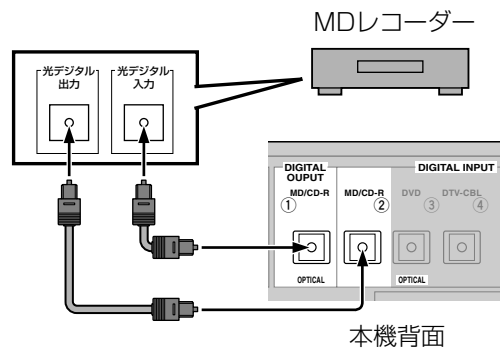 MDレコーダー
光デジタル
出力
光デジタル
入力
DIGITAL
OUPUT
DIGITAL INPUT
MD/CD-R
MD/CD-R
DVD
DTV-CBL
①
②
③
④
OPTICAL
OPTICAL
本機背面